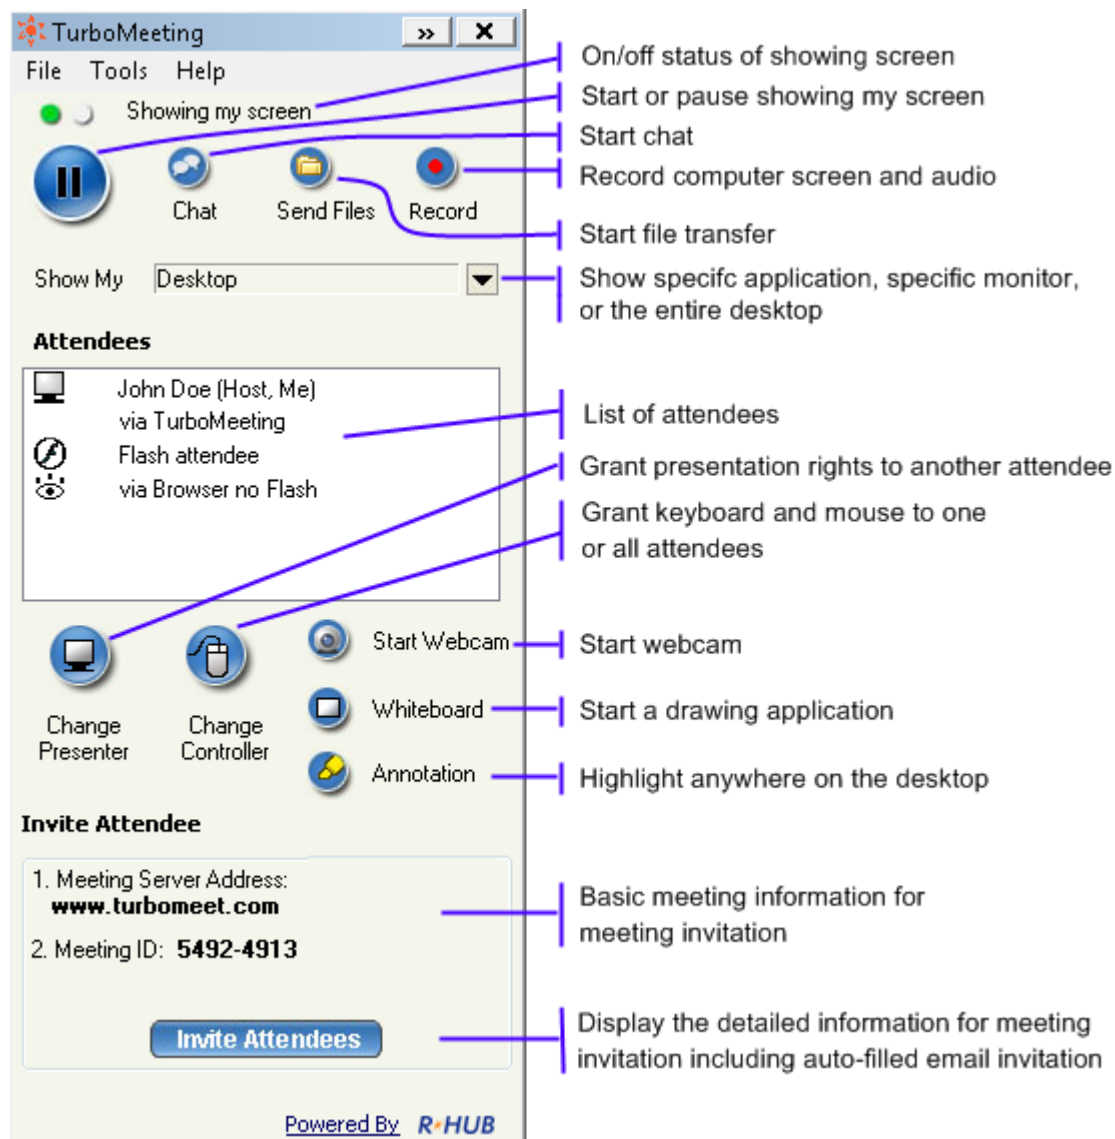 TurboMeeting
File Tools Help
Showing my screen
Chat
Send Files
Record
Show My
Desktop
Attendees
John Doe (Host, Me)
via TurboMeeting
Flash attendee
via Browser no Flash
Change
Presenter
Change
Controller
Start Webcam
Whiteboard
Annotation
Invite Attendee
1. Meeting Server Address:
www.turbomeet.com
2. Meeting ID: 5492-4913
Invite Attendees
Powered By R-HUB
On/off status of showing screen
Start or pause showing my screen
Start chat
Record computer screen and audio
Start file transfer
Show specifc application, specific monitor,
or the entire desktop
List of attendees
Grant presentation rights to another attendee
Grant keyboard and mouse to one
or all attendees
Start webcam
Start a drawing application
Highlight anywhere on the desktop
Basic meeting information for
meeting invitation
Display the detailed information for meeting
invitation including auto-filled email invitation